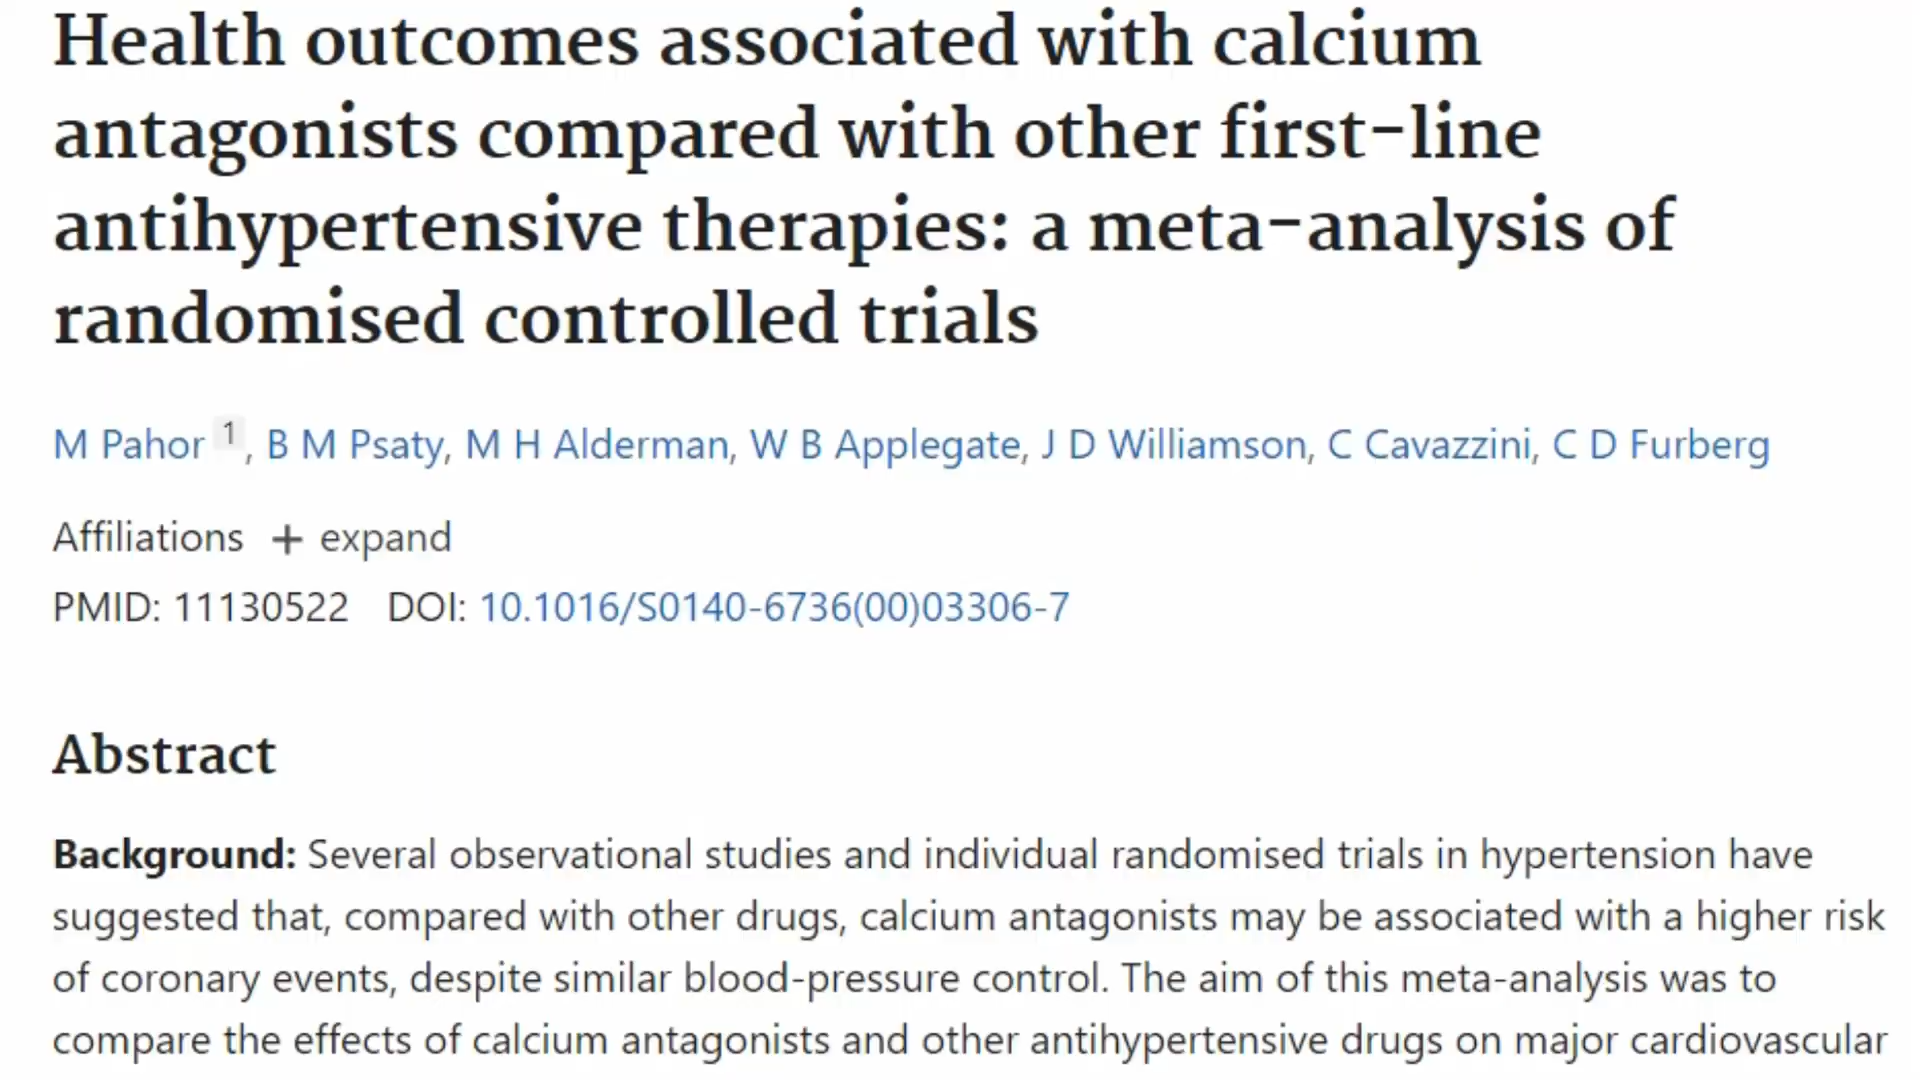 Health outcomes associated with calcium
antagonists compared with other first-line
antihypertensive therapies: a meta-analysis of
randomised controlled trials
M Pahor 1, B M Psaty, M H Alderman, W B Applegate, J D Williamson, C Cavazzini, C D Furberg
Affiliations + expand
PMID: 11130522 DOI: 10.1016/S0140-6736(00)03306-7
Abstract
Background: Several observational studies and individual randomised trials in hypertension have
suggested that, compared with other drugs, calcium antagonists may be associated with a higher risk
of coronary events, despite similar blood-pressure control. The aim of this meta-analysis was to
compare the effects of calcium antagonists and other antihypertensive drugs on major cardiovascular